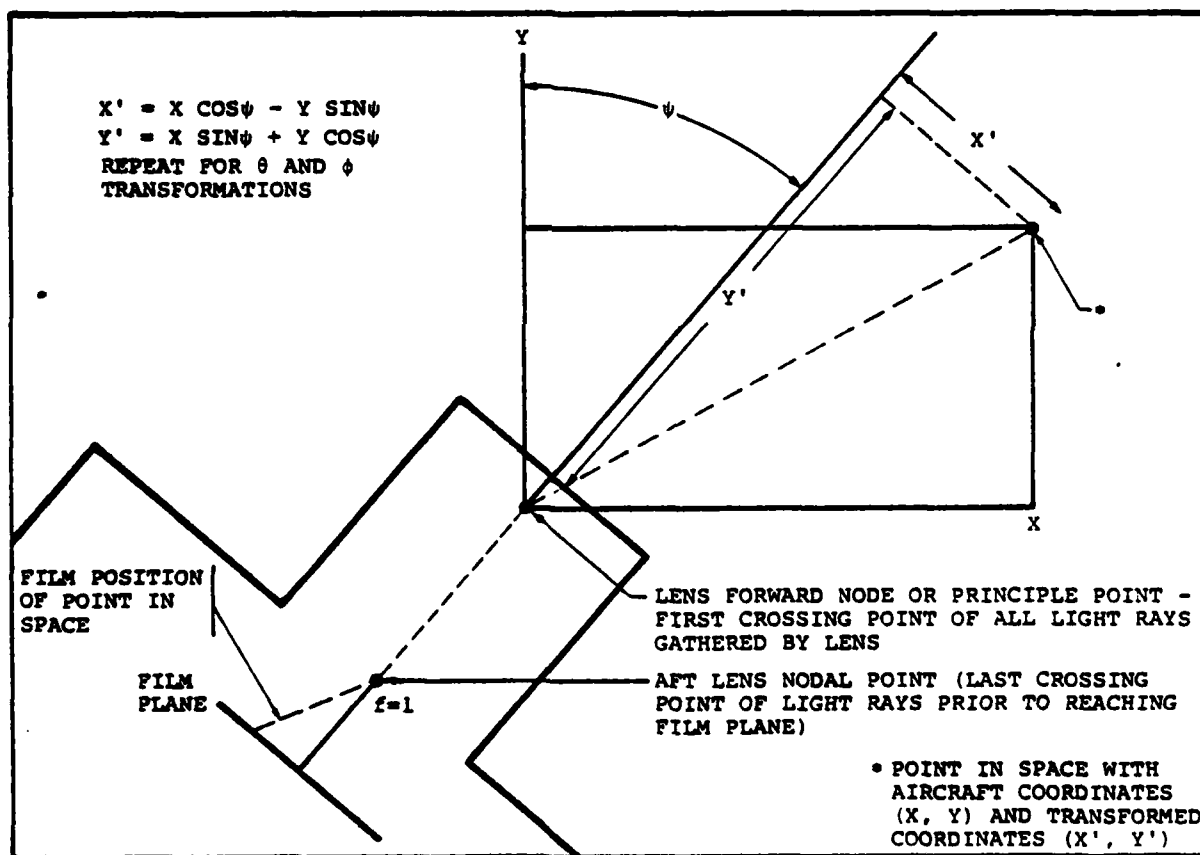 Y
X' = X COSψ - Y SINψ
Y' = X SINψ + Y COSψ
REPEAT FOR θ AND φ
TRANSFORMATIONS
ψ
X'
Y'
*
X
FILM POSITION
OF POINT IN
SPACE
LENS FORWARD NODE OR PRINCIPLE POINT -
FIRST CROSSING POINT OF ALL LIGHT RAYS
GATHERED BY LENS
FILM
PLANE
f=1
AFT LENS NODAL POINT (LAST CROSSING
POINT OF LIGHT RAYS PRIOR TO REACHING
FILM PLANE)
* POINT IN SPACE WITH
AIRCRAFT COORDINATES
(X, Y) AND TRANSFORMED
COORDINATES (X', Y')